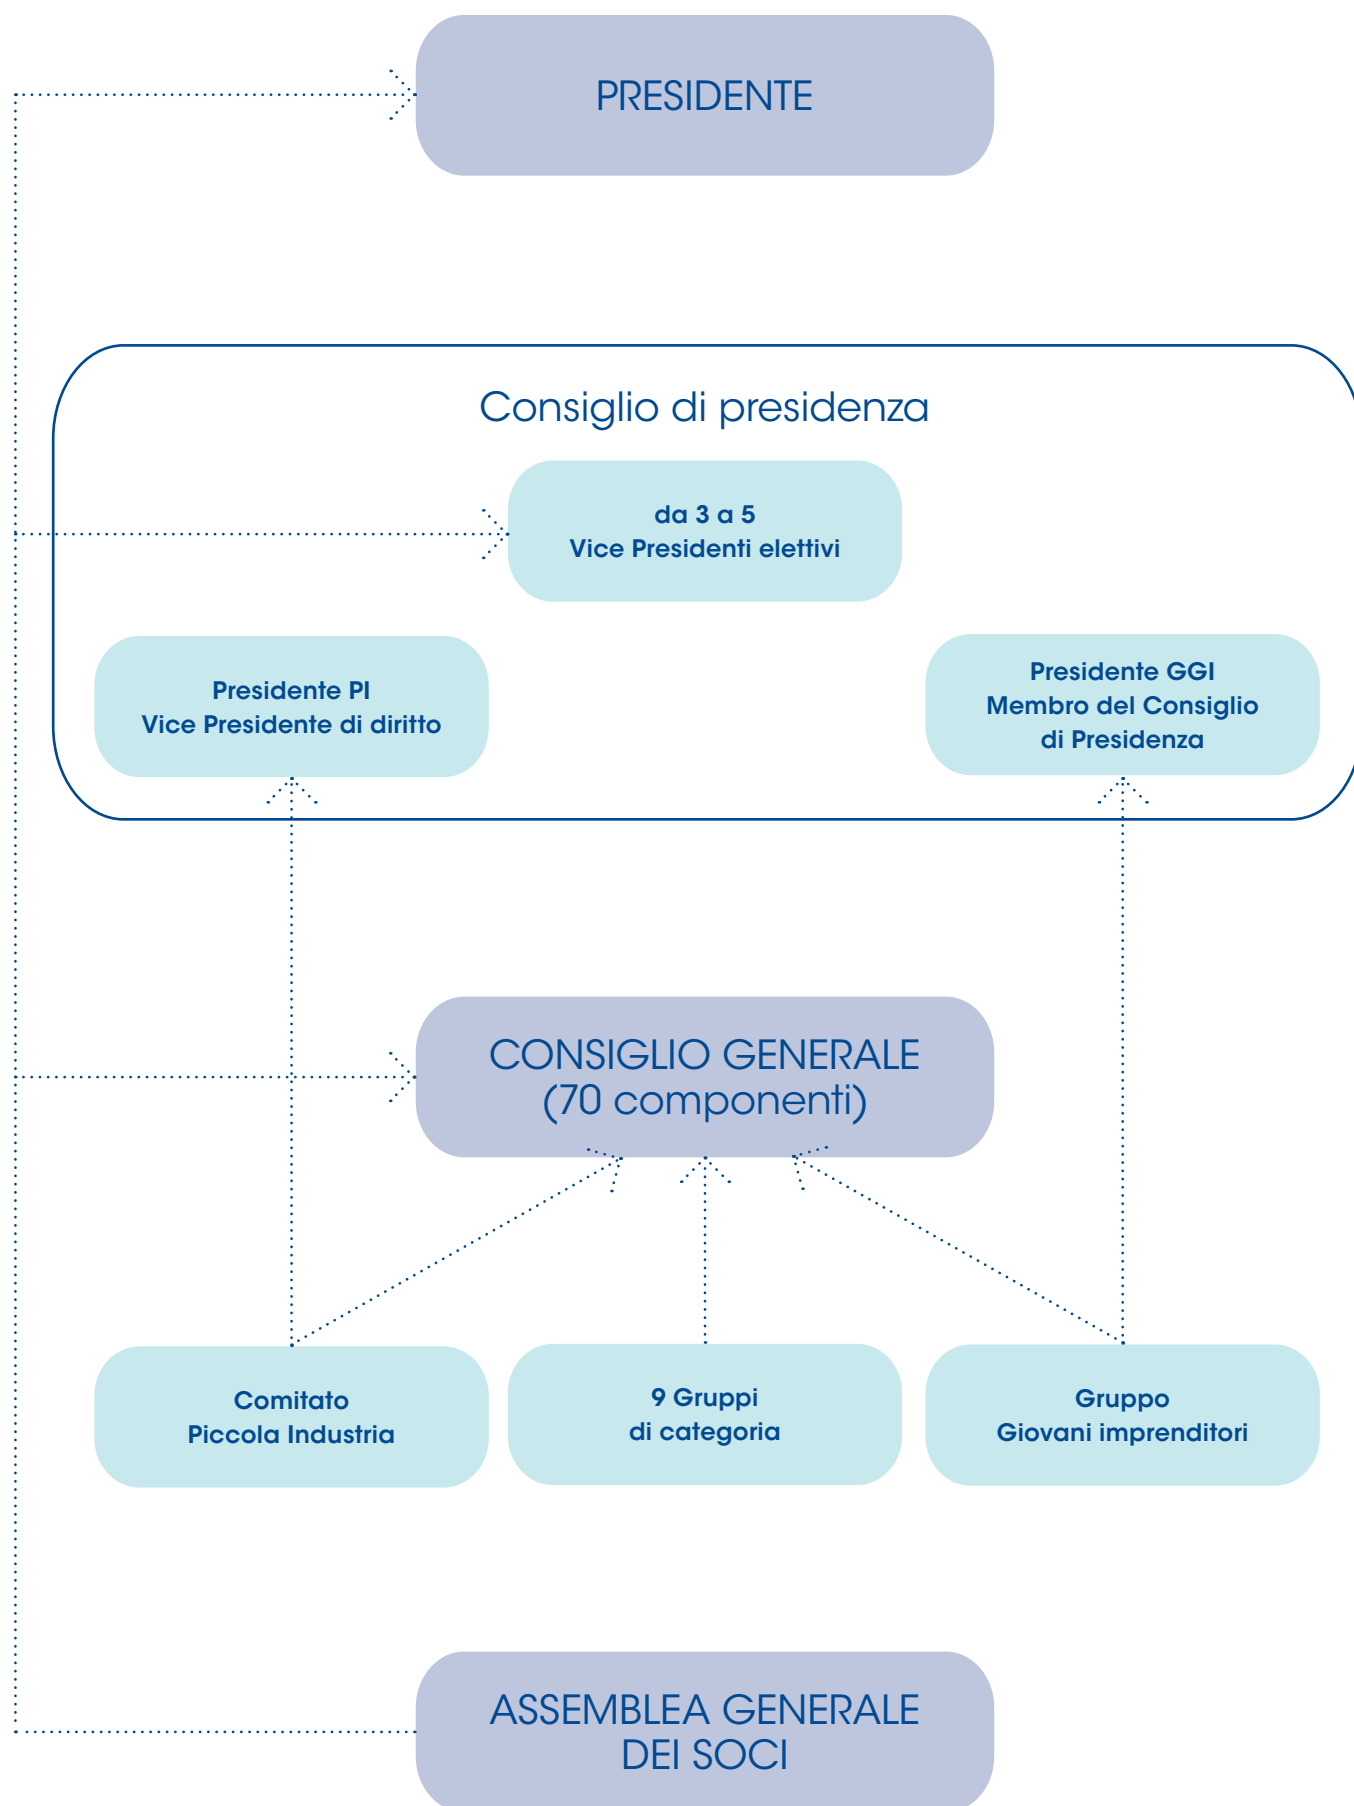 PRESIDENTE
Consiglio di presidenza
da 3 a 5
Vice Presidenti elettivi
Presidente PI
Vice Presidente di diritto
Presidente GGI
Membro del Consiglio
di Presidenza
CONSIGLIO GENERALE
(70 componenti)
Comitato
Piccola Industria
9 Gruppi
di categoria
Gruppo
Giovani imprenditori
ASSEMBLEA GENERALE
DEI SOCI